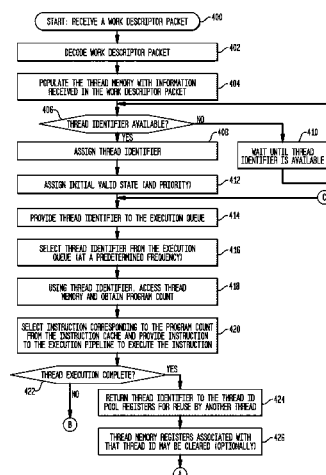 START: RECEIVE A WORK DESCRIPTOR PACKET
400
DECODE WORK DESCRIPTOR PACKET
402
POPULATE THE THREAD MEMORY WITH INFORMATION
RECEIVED IN THE WORK DESCRIPTOR PACKET
404
406
THREAD IDENTIFIER AVAILABLE?
NO
YES
408
410
ASSIGN THREAD IDENTIFIER
WAIT UNTIL THREAD
IDENTIFIER IS AVAILABLE
ASSIGN INITIAL VALID STATE (AND PRIORITY)
412
C
PROVIDE THREAD IDENTIFIER TO THE EXECUTION QUEUE
414
SELECT THREAD IDENTIFIER FROM THE EXECUTION
QUEUE (AT A PREDETERMINED FREQUENCY)
416
USING THREAD IDENTIFIER, ACCESS THREAD
MEMORY AND OBTAIN PROGRAM COUNT
418
SELECT INSTRUCTION CORRESPONDING TO THE PROGRAM COUNT
FROM THE INSTRUCTION CACHE AND PROVIDE INSTRUCTION
TO THE EXECUTION PIPELINE TO EXECUTE THE INSTRUCTION
420
THREAD EXECUTION COMPLETE?
YES
422
NO
B
RETURN THREAD IDENTIFIER TO THE THREAD ID
POOL REGISTERS FOR REUSE BY ANOTHER THREAD
424
THREAD MEMORY REGISTERS ASSOCIATED WITH
THAT THREAD ID MAY BE CLEARED (OPTIONALLY)
426